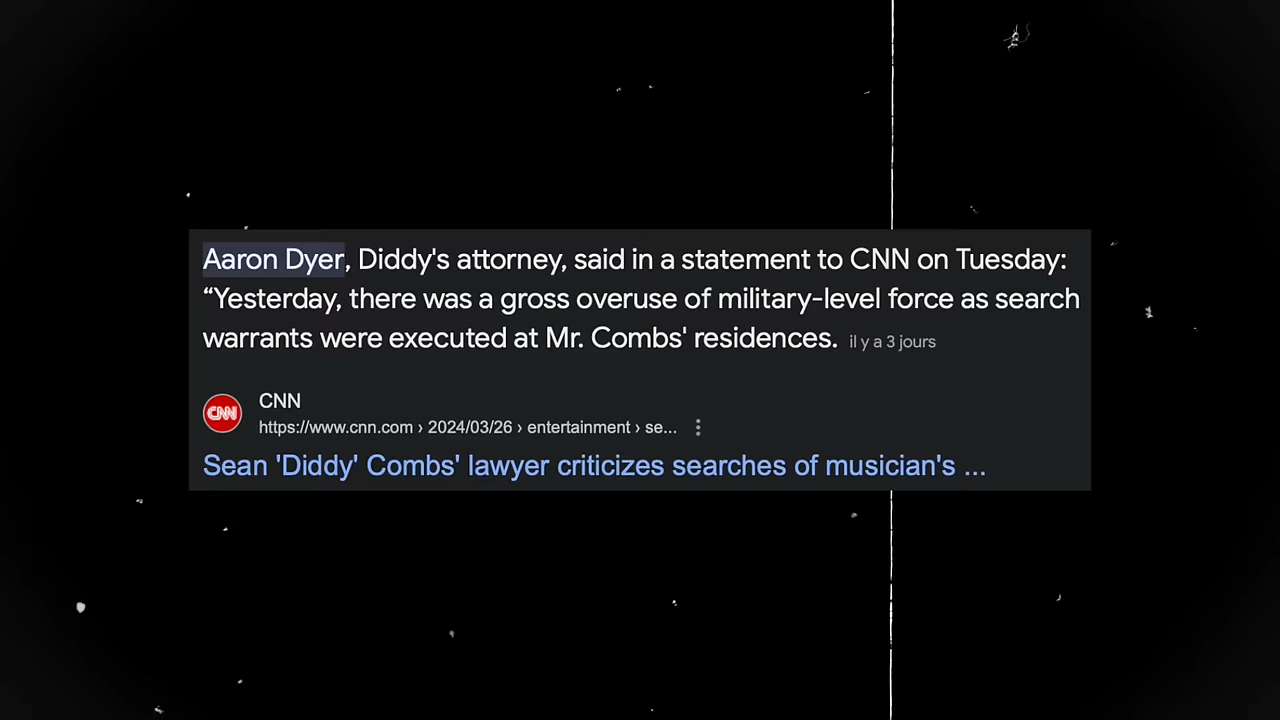 Aaron Dyer, Diddy's attorney, said in a statement to CNN on Tuesday:
“Yesterday, there was a gross overuse of military-level force as search
warrants were executed at Mr. Combs' residences. il y a 3 jours
CNN
CNN
https://www.cnn.com › 2024/03/26 › entertainment › se...
Sean 'Diddy' Combs' lawyer criticizes searches of musician's ...